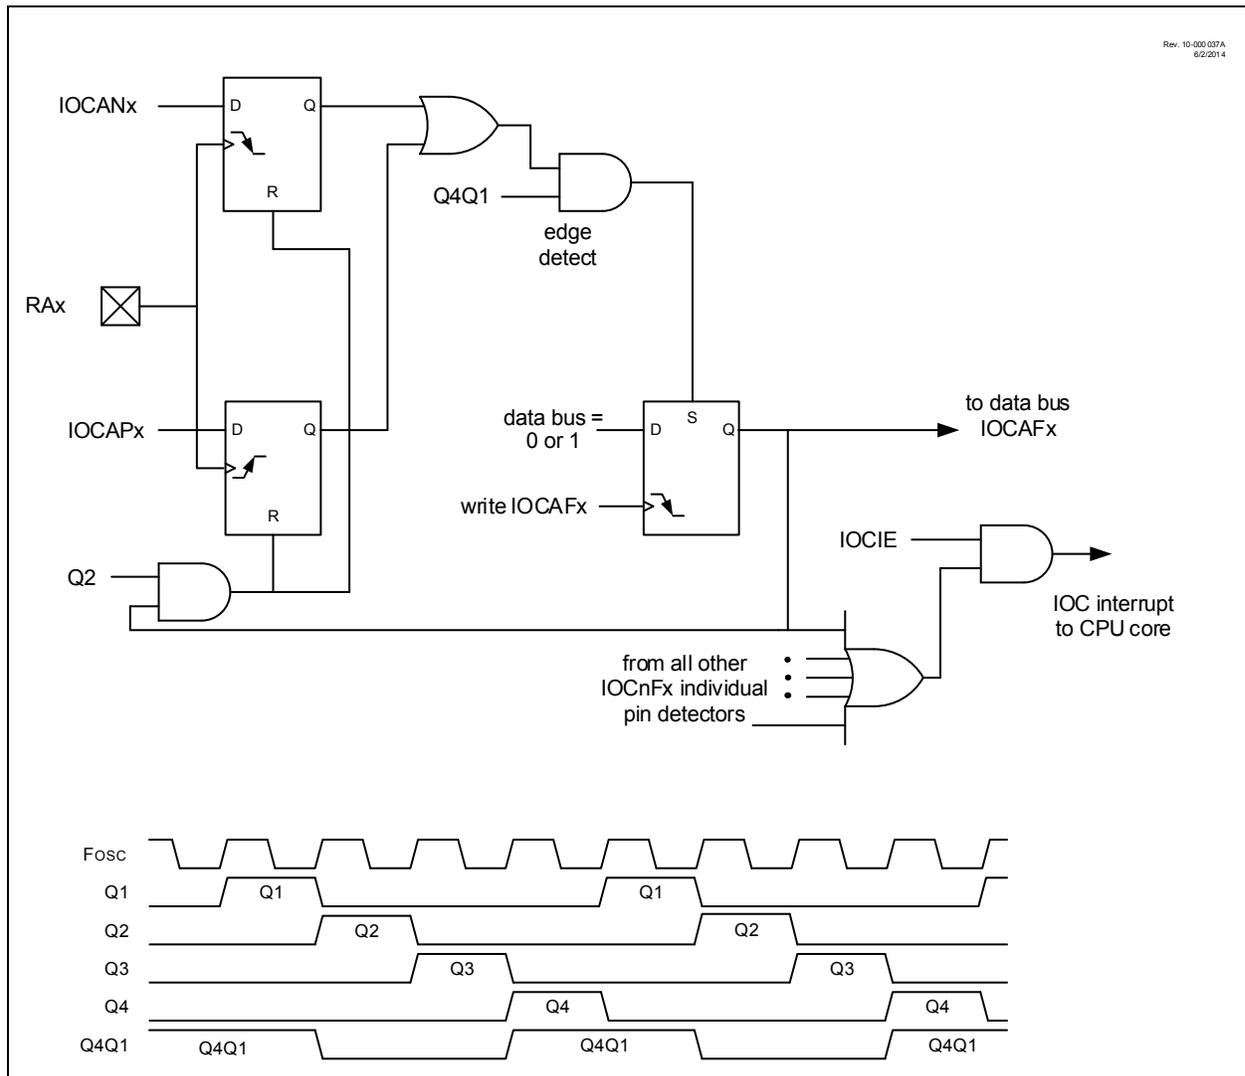 Rev. 10-000 037A
6/2/2014
IOCANx
D
Q
R
Q4Q1
edge
detect
RAx
IOCAPx
D
Q
R
data bus =
0 or 1
S
D
Q
to data bus
IOCAFx
write IOCAFx
IOCIE
Q2
IOC interrupt
to CPU core
from all other
IOCnFx individual
pin detectors
FOSC
Q1 Q1 Q1
Q2 Q2 Q2
Q3 Q3 Q3
Q4 Q4 Q4
Q4Q1 Q4Q1 Q4Q1 Q4Q1